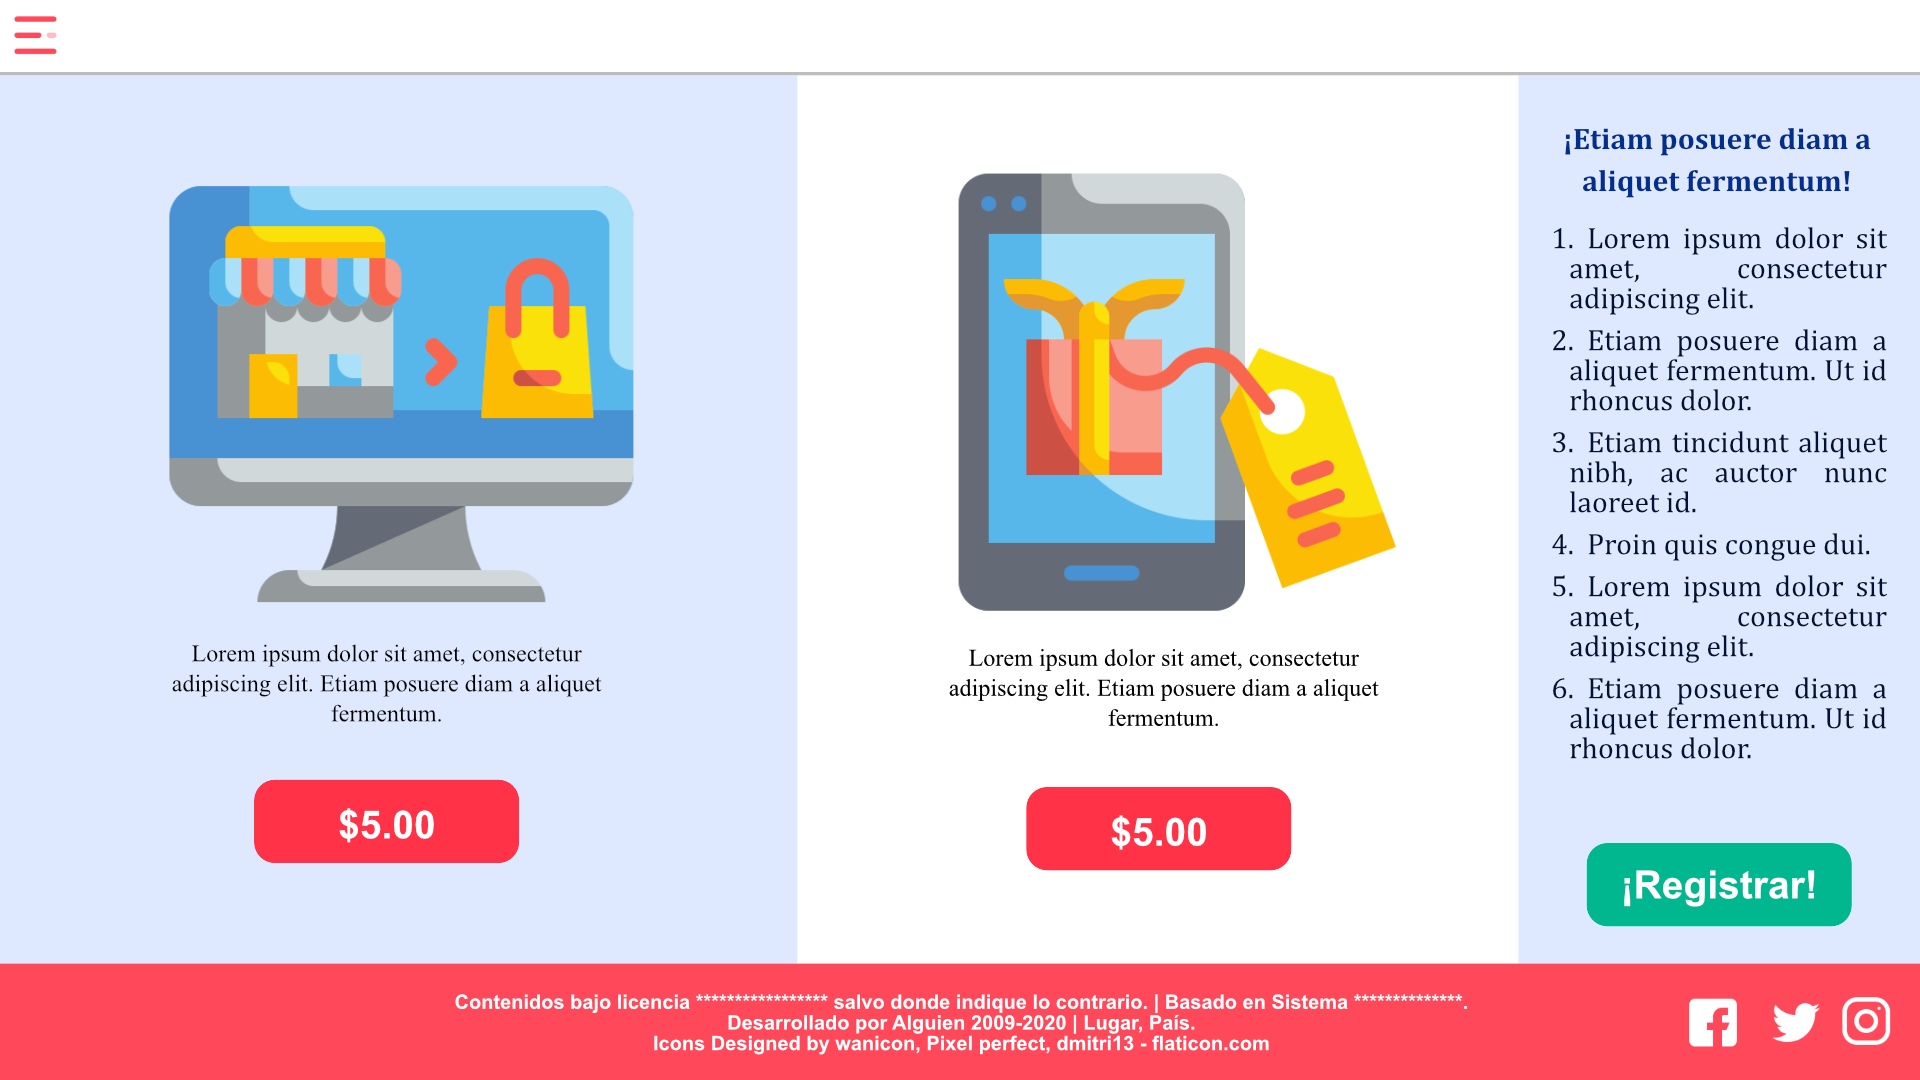 Lorem ipsum dolor sit amet, consectetur
adipiscing elit. Etiam posuere diam a aliquet
fermentum.
$5.00
Lorem ipsum dolor sit amet, consectetur
adipiscing elit. Etiam posuere diam a aliquet
fermentum.
$5.00
¡Etiam posuere diam a
aliquet fermentum!
1. Lorem ipsum dolor sit
amet, consectetur
adipiscing elit.
2. Etiam posuere diam a
aliquet fermentum. Ut id
rhoncus dolor.
3. Etiam tincidunt aliquet
nibh, ac auctor nunc
laoreet id.
4. Proin quis congue dui.
5. Lorem ipsum dolor sit
amet, consectetur
adipiscing elit.
6. Etiam posuere diam a
aliquet fermentum. Ut id
rhoncus dolor.
¡Registrar!
Contenidos bajo licencia ***************** salvo donde indique lo contrario. | Basado en Sistema **************.
Desarrollado por Alguien 2009-2020 | Lugar, País.
Icons Designed by wanicon, Pixel perfect, dmitri13 - flaticon.com